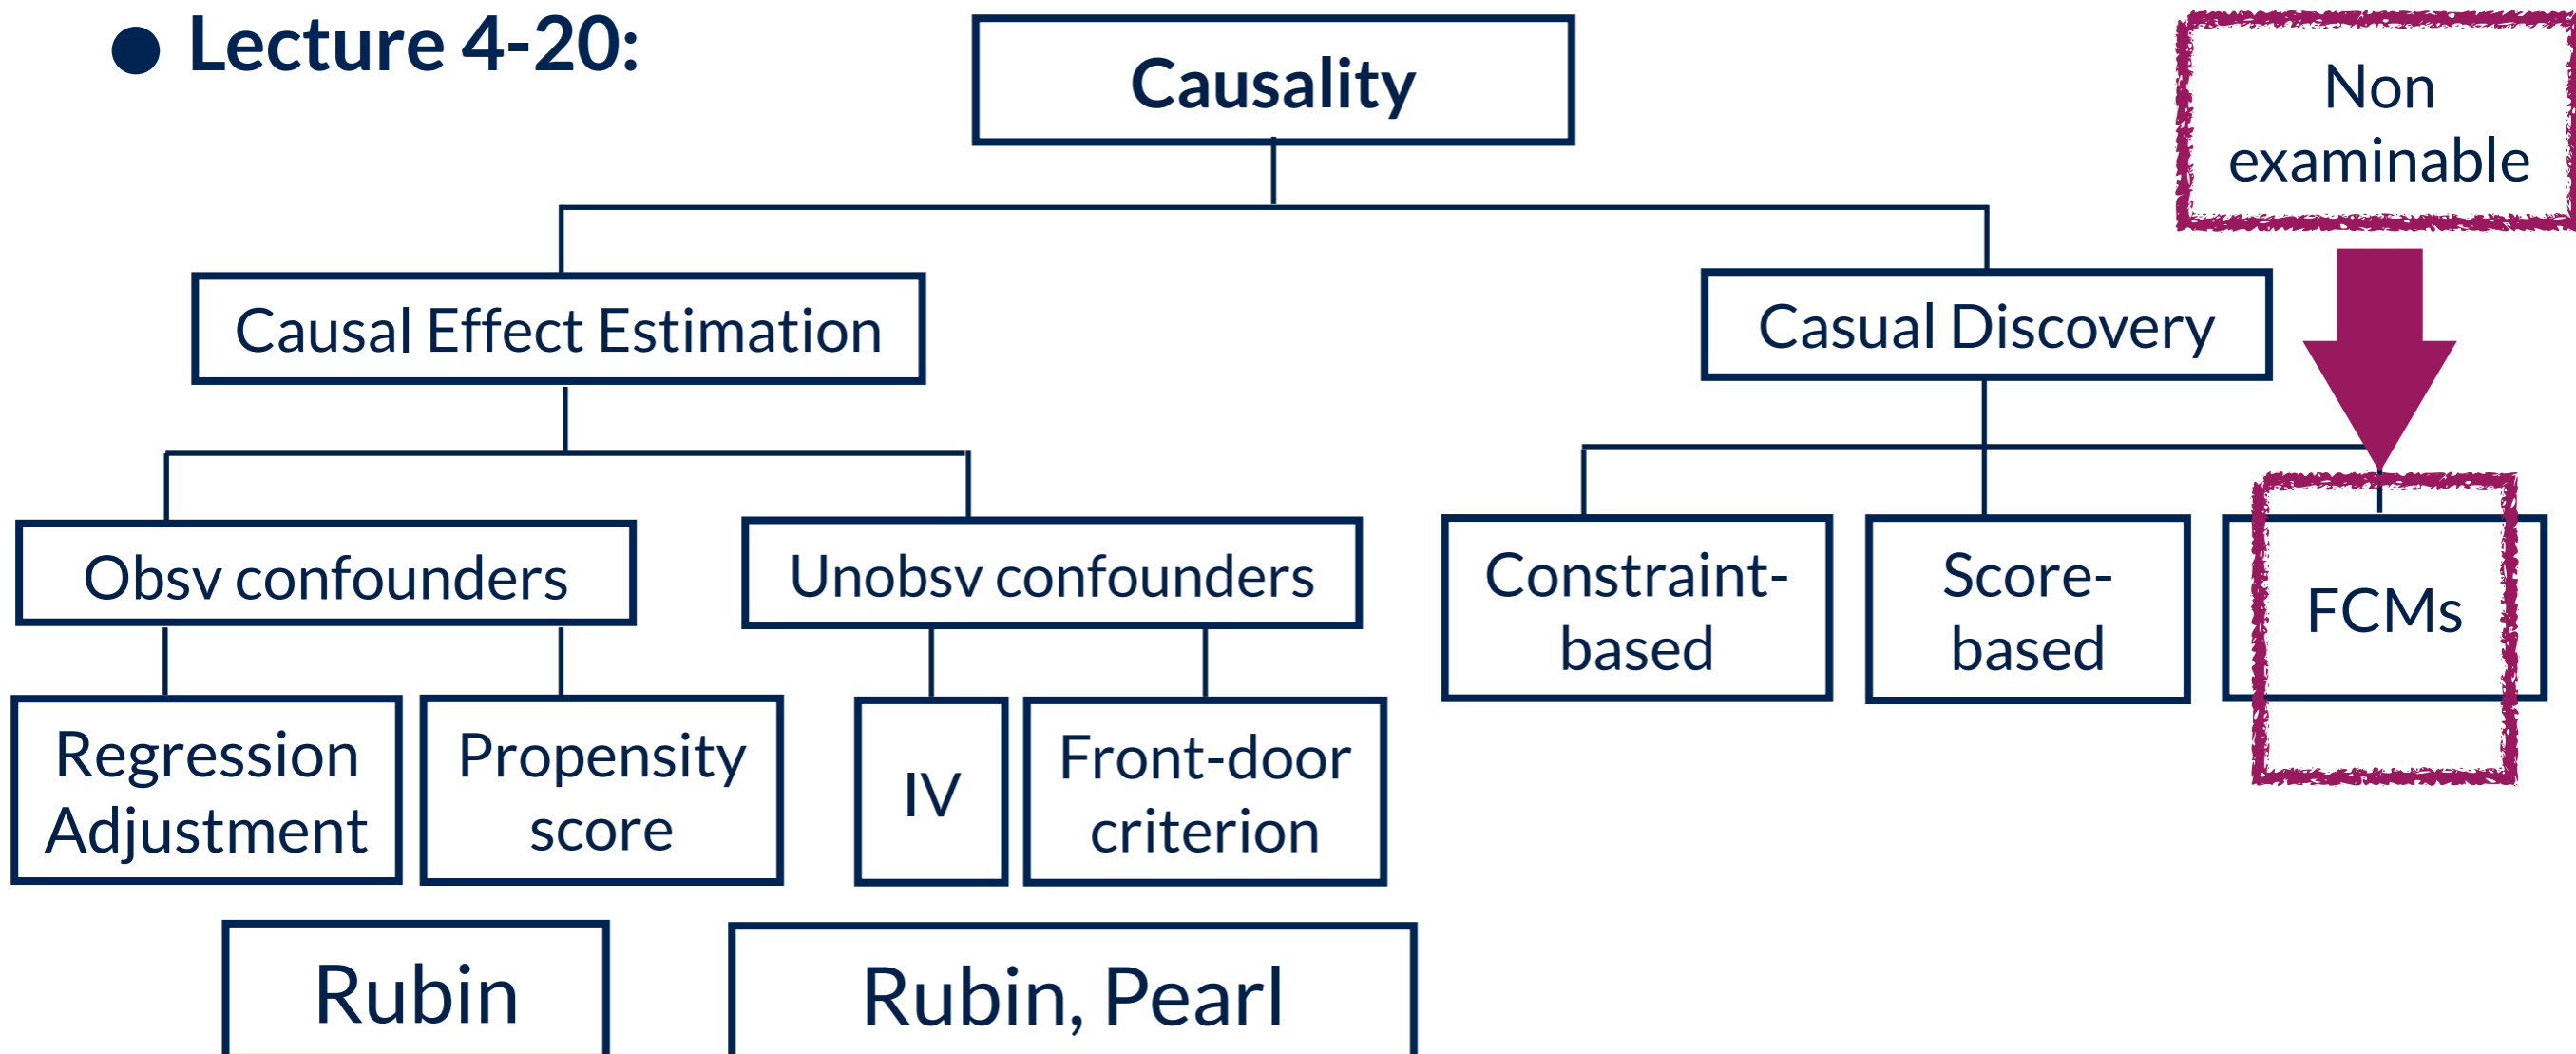 ● Lecture 4-20:
Causality
Non
examinable
Causal Effect Estimation
Casual Discovery
Obsv confounders
Unobsv confounders
Constraint-
based
Score-
based
FCMs
Regression
Adjustment
Propensity
score
IV
Front-door
criterion
Rubin
Rubin, Pearl